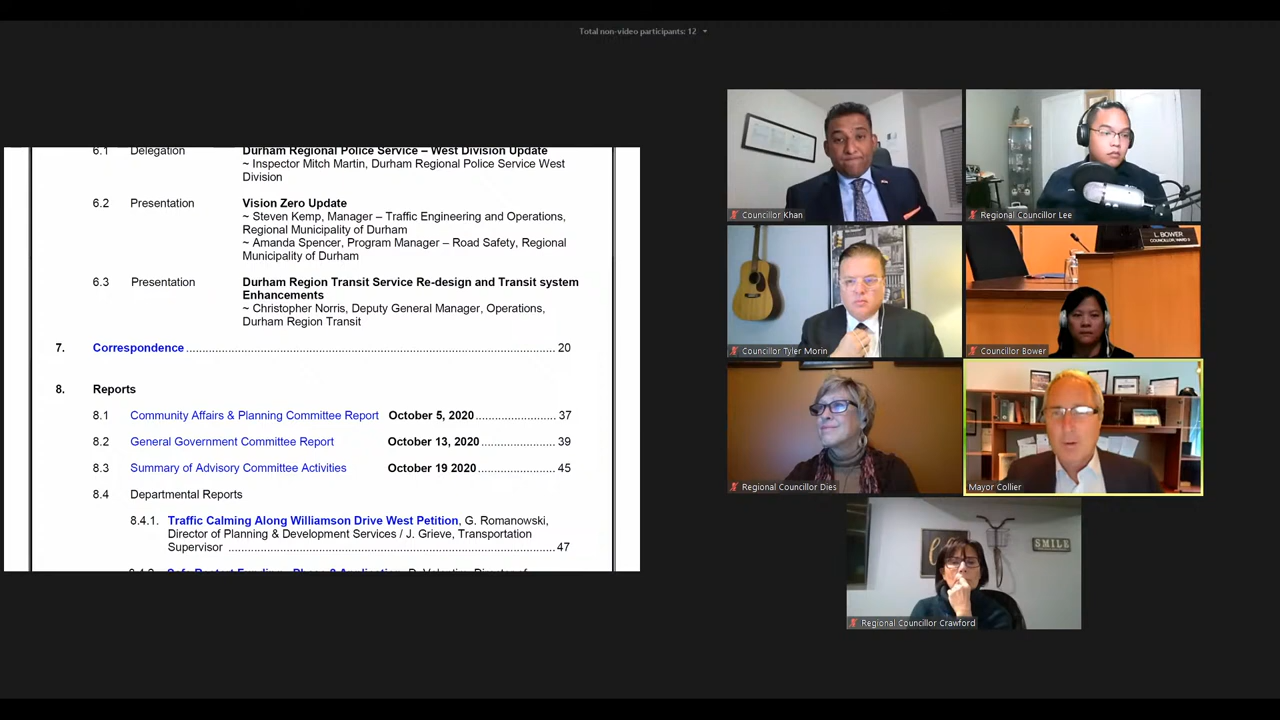 Total non-video participants: 12
6.1 Delegation Durham Regional Police Service – West Division Update
~ Inspector Mitch Martin, Durham Regional Police Service West
Division
6.2 Presentation Vision Zero Update
~ Steven Kemp, Manager – Traffic Engineering and Operations,
Regional Municipality of Durham
~ Amanda Spencer, Program Manager – Road Safety, Regional
Municipality of Durham
6.3 Presentation Durham Region Transit Service Re-design and Transit system
Enhancements
~ Christopher Norris, Deputy General Manager, Operations,
Durham Region Transit
7. Correspondence 20
8. Reports
8.1 Community Affairs & Planning Committee Report October 5, 2020 37
8.2 General Government Committee Report October 13, 2020 39
8.3 Summary of Advisory Committee Activities October 19 2020 45
8.4 Departmental Reports
8.4.1. Traffic Calming Along Williamson Drive West Petition, G. Romanowski,
Director of Planning & Development Services / J. Grieve, Transportation
Supervisor 47
Councillor Khan
Regional Councillor Lee
Councillor Tyler Morin
L. BOWER
COUNCILLOR, WARD 3
Councillor Bower
Regional Councillor Dies
Mayor Collier
SMILE
Regional Councillor Crawford